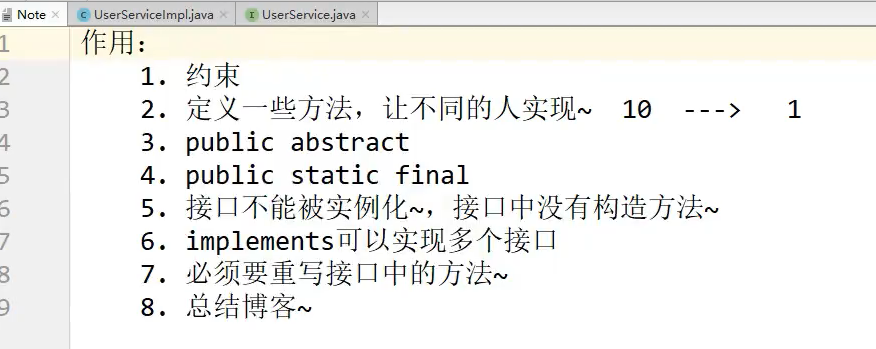 Note UserServiceImpl.java UserService.java
1 作用：
2 1. 约束
3 2. 定义一些方法，让不同的人实现~ 10 ---> 1
4 3. public abstract
5 4. public static final
6 5. 接口不能被实例化~，接口中没有构造方法~
7 6. implements可以实现多个接口
8 7. 必须要重写接口中的方法~
9 8. 总结博客~